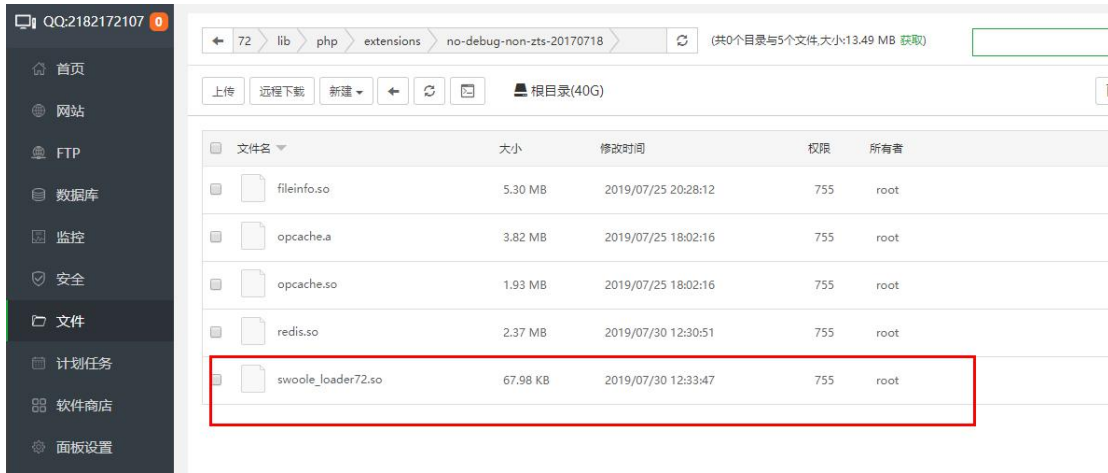 QQ:2182172107 0
首页
网站
FTP
数据库
监控
安全
文件
计划任务
软件商店
面板设置
72 lib php extensions no-debug-non-zts-20170718 (共0个目录与5个文件,大小:13.49 MB 获取)
上传 远程下载 新建 根目录(40G)
文件名 大小 修改时间 权限 所有者
fileinfo.so 5.30 MB 2019/07/25 20:28:12 755 root
opcache.a 3.82 MB 2019/07/25 18:02:16 755 root
opcache.so 1.93 MB 2019/07/25 18:02:16 755 root
redis.so 2.37 MB 2019/07/30 12:30:51 755 root
swoole_loader72.so 67.98 KB 2019/07/30 12:33:47 755 root